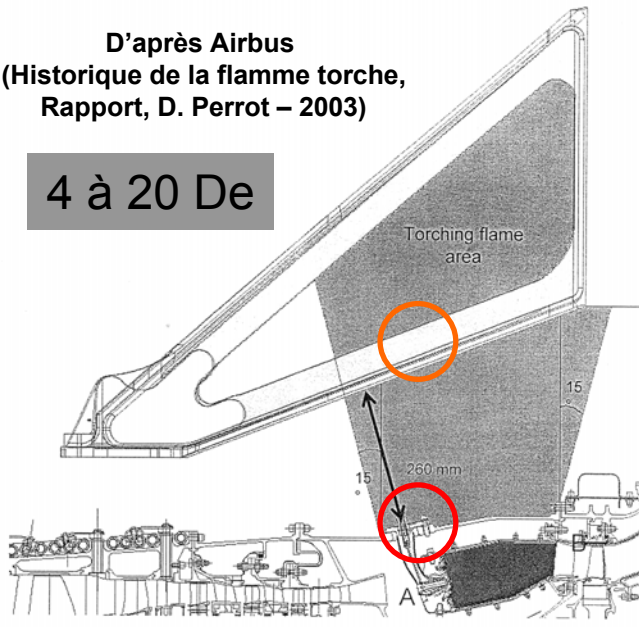 D'après Airbus
(Historique de la flamme torche,
Rapport, D. Perrot – 2003)
4 à 20 De
Torching flame
area
15
°
260 mm
15
°
A